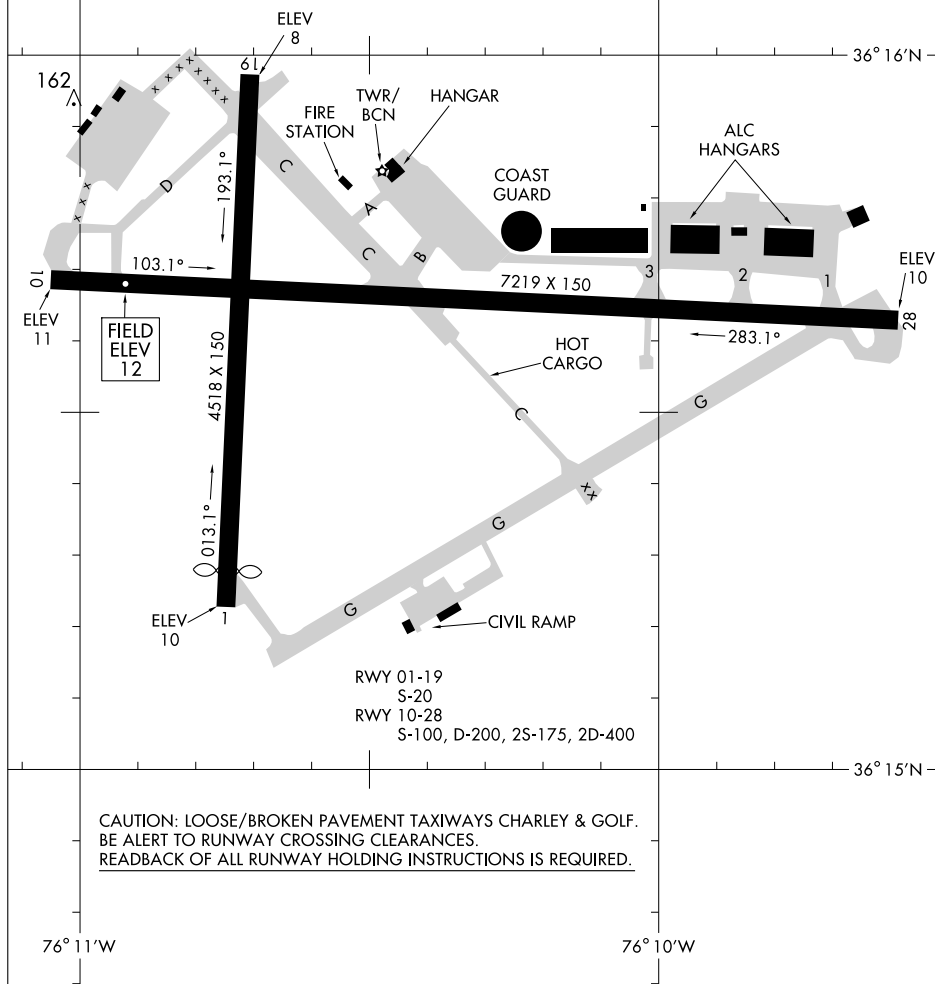 ELEV
8
36°16'N
162
19
TWR/
BCN
HANGAR
FIRE
STATION
ALC
HANGARS
COAST
GUARD
D
C
193.1°
A
C
B
103.1°
10
7219 X 150
3
2
1
ELEV
10
28
ELEV
11
FIELD
ELEV
12
283.1°
HOT
CARGO
4518 X 150
C
G
013.1°
G
G
ELEV
10
1
CIVIL RAMP
RWY 01-19
S-20
RWY 10-28
S-100, D-200, 2S-175, 2D-400
36°15'N
CAUTION: LOOSE/BROKEN PAVEMENT TAXIWAYS CHARLEY & GOLF.
BE ALERT TO RUNWAY CROSSING CLEARANCES.
READBACK OF ALL RUNWAY HOLDING INSTRUCTIONS IS REQUIRED.
76°11'W
76°10'W